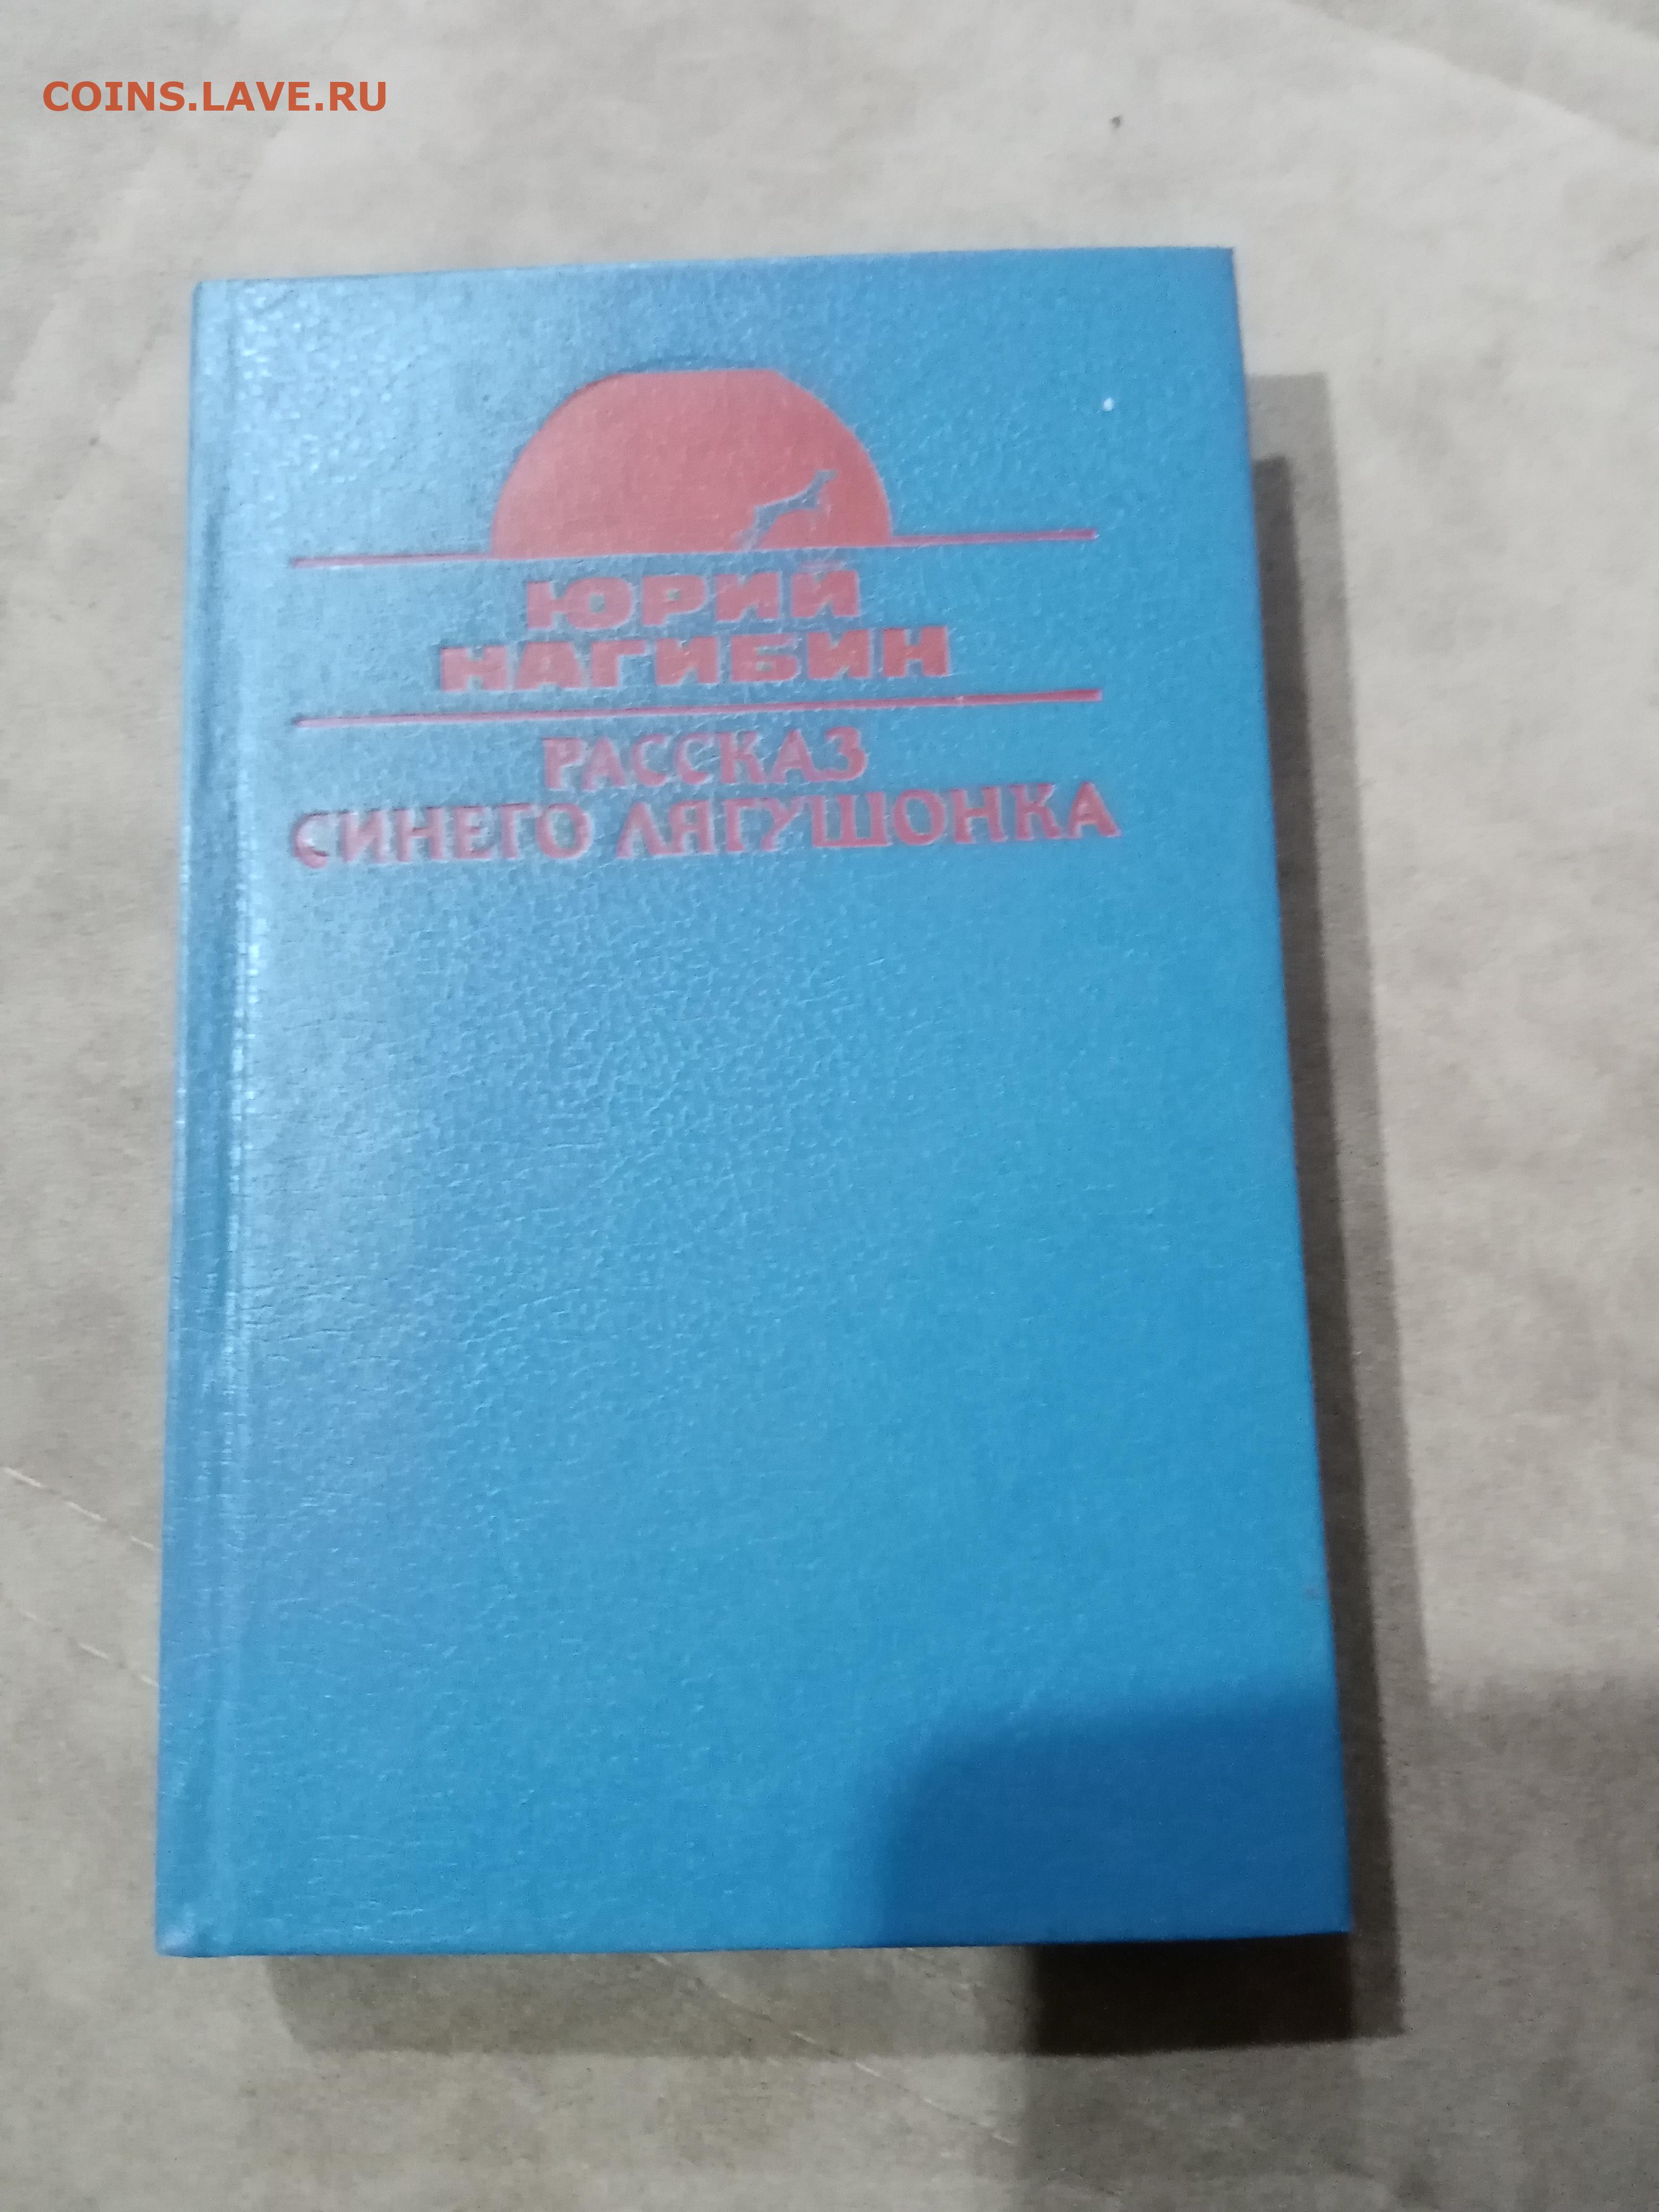 COINS.LAVE.RU
ЮРИЙ
НАГИБИН
РАССКАЗ
СИНЕГО ЛЯГУШОНКА